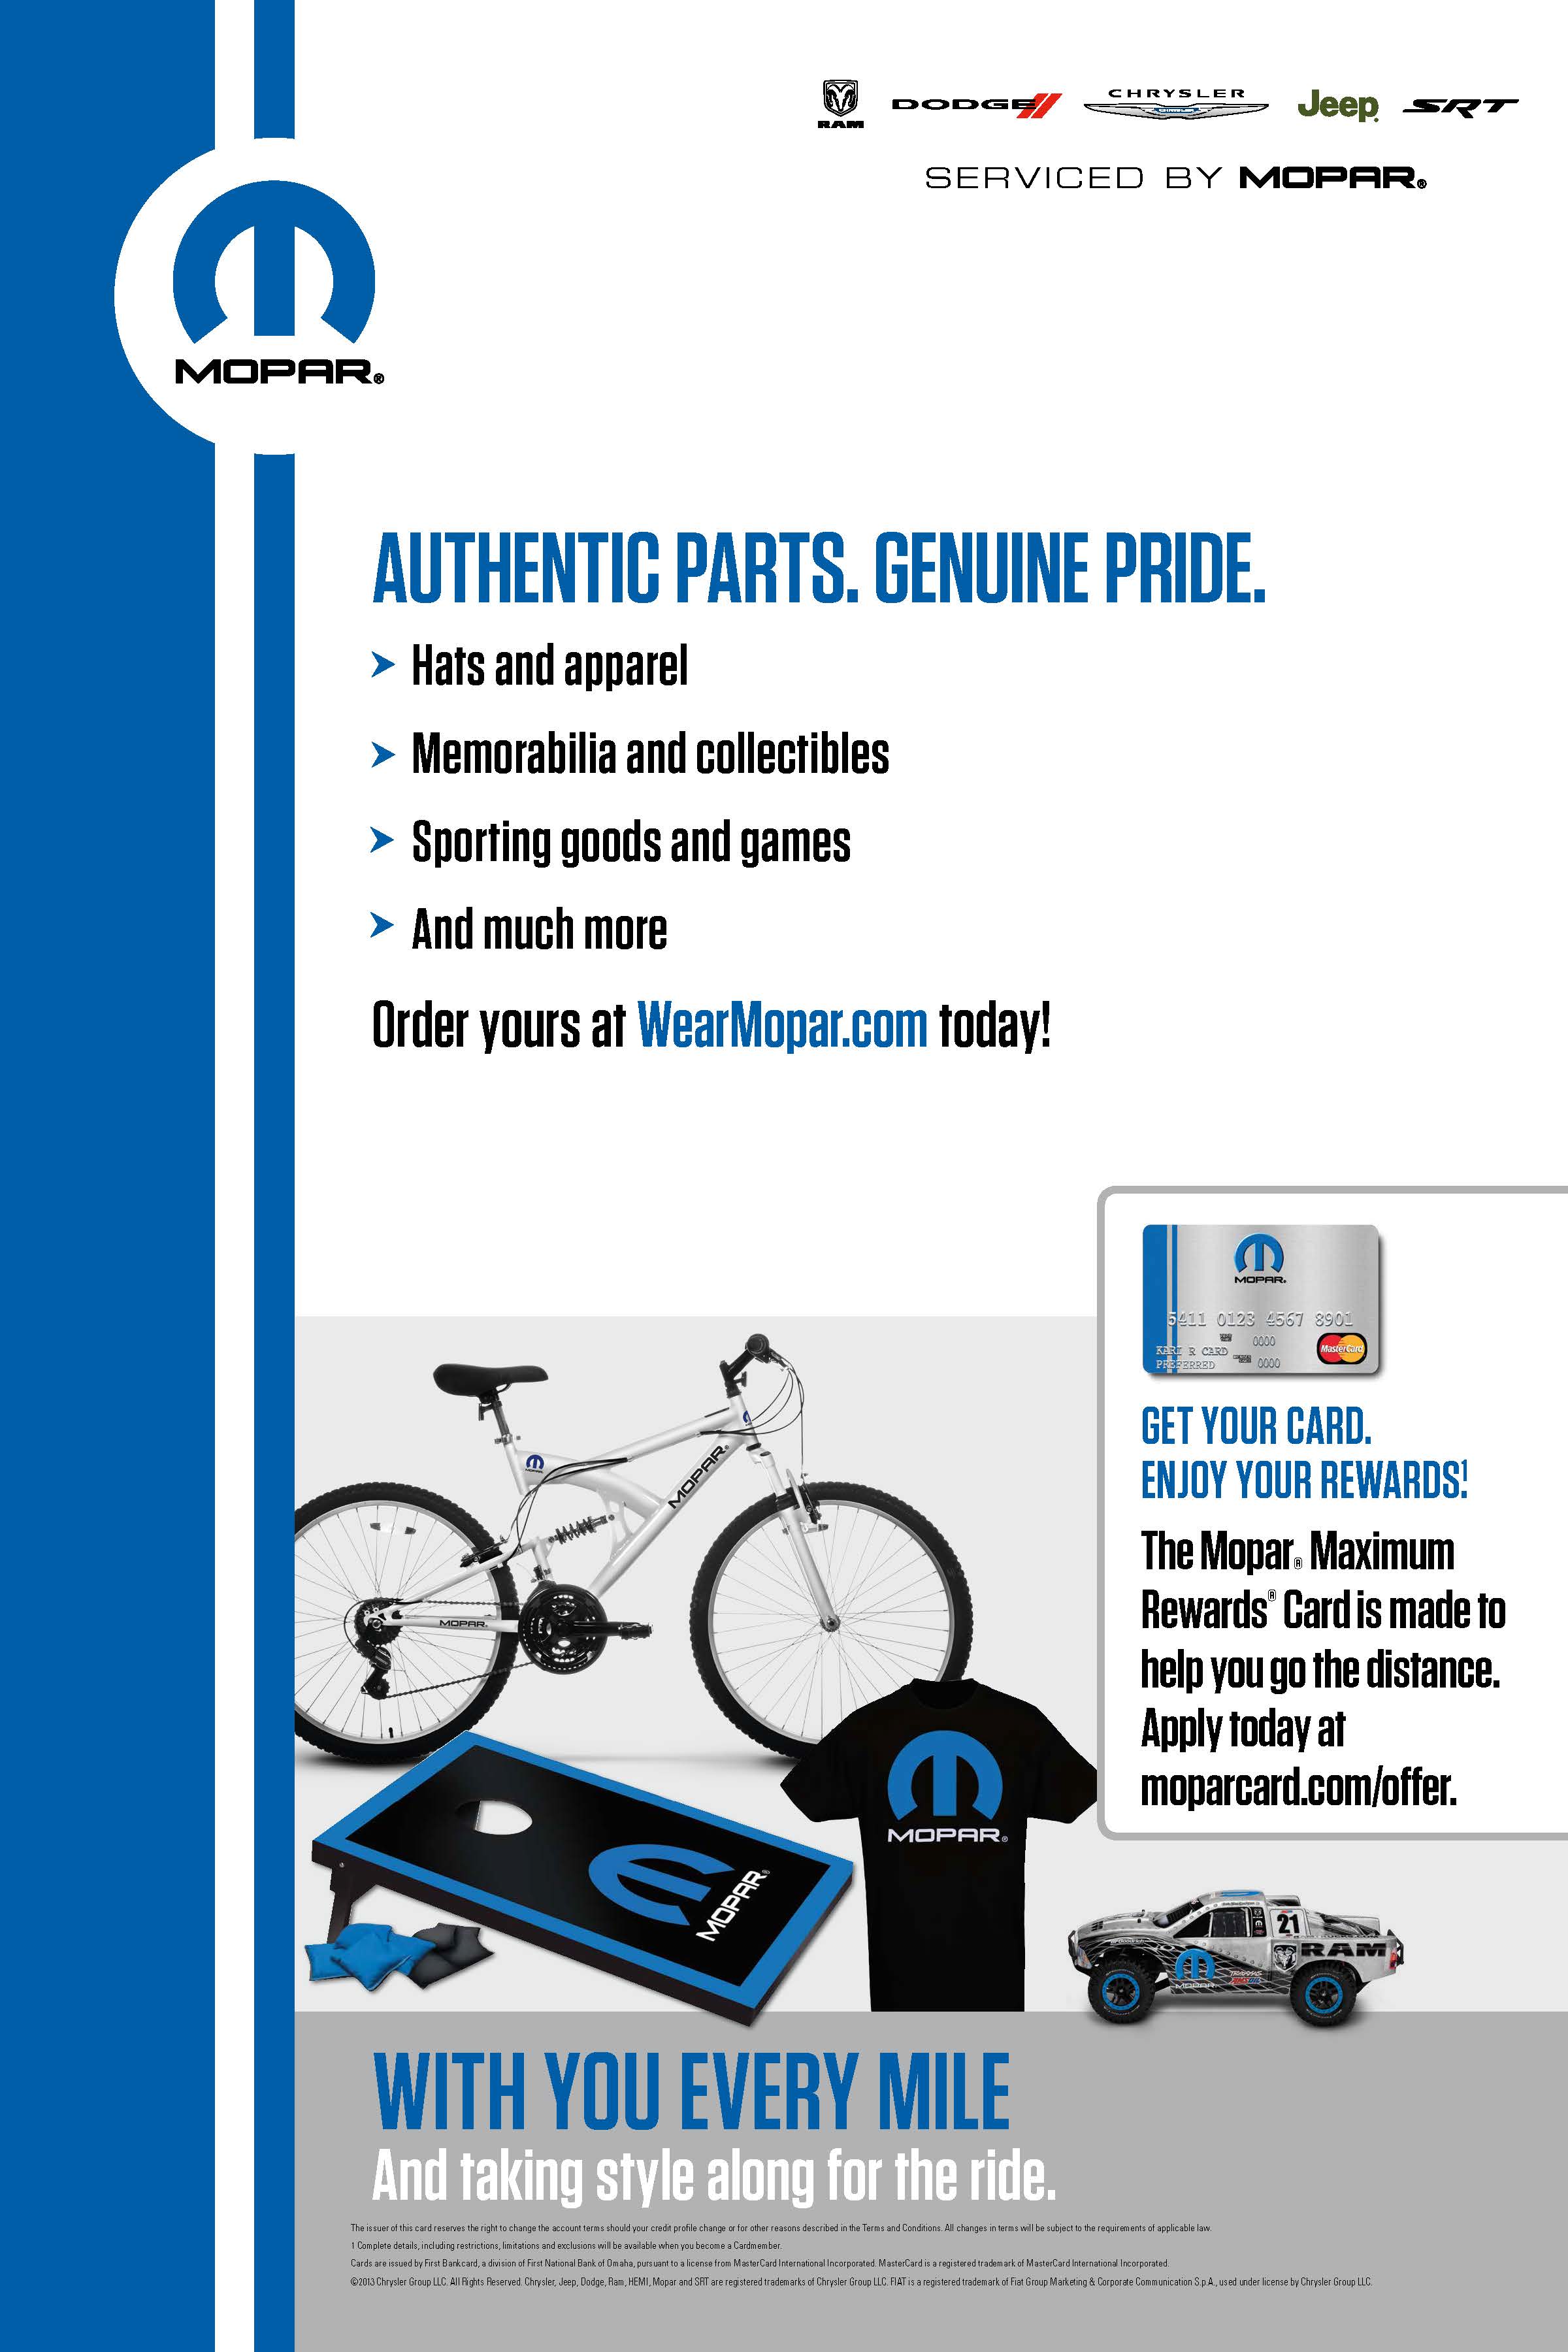 RAM DODGE CHRYSLER Jeep® SRT
SERVICED BY MOPAR®
MOPAR®
AUTHENTIC PARTS. GENUINE PRIDE.
Hats and apparel
Memorabilia and collectibles
Sporting goods and games
And much more
Order yours at WearMopar.com today!
MOPAR®
5411 0123 4567 8901
0000
KARI R CARD
PREFERRED 0000
MasterCard
GET YOUR CARD.
ENJOY YOUR REWARDS!¹
The Mopar® Maximum
Rewards® Card is made to
help you go the distance.
Apply today at
moparcard.com/offer.
MOPAR
MOPAR®
MOPAR®
MOPAR®
MOPAR®
21
RAM
MOPAR
WITH YOU EVERY MILE
And taking style along for the ride.
The issuer of this card reserves the right to change the account terms should your credit profile change or for other reasons described in the Terms and Conditions. All changes in terms will be subject to the requirements of applicable law.
1 Complete details, including restrictions, limitations and exclusions will be available when you become a Cardmember.
Cards are issued by First Bankcard, a division of First National Bank of Omaha, pursuant to a license from MasterCard International Incorporated. MasterCard is a registered trademark of MasterCard International Incorporated.
©2013 Chrysler Group LLC. All Rights Reserved. Chrysler, Jeep, Dodge, Ram, HEMI, Mopar and SRT are registered trademarks of Chrysler Group LLC. FIAT is a registered trademark of Fiat Group Marketing & Corporate Communication S.p.A., used under license by Chrysler Group LLC.